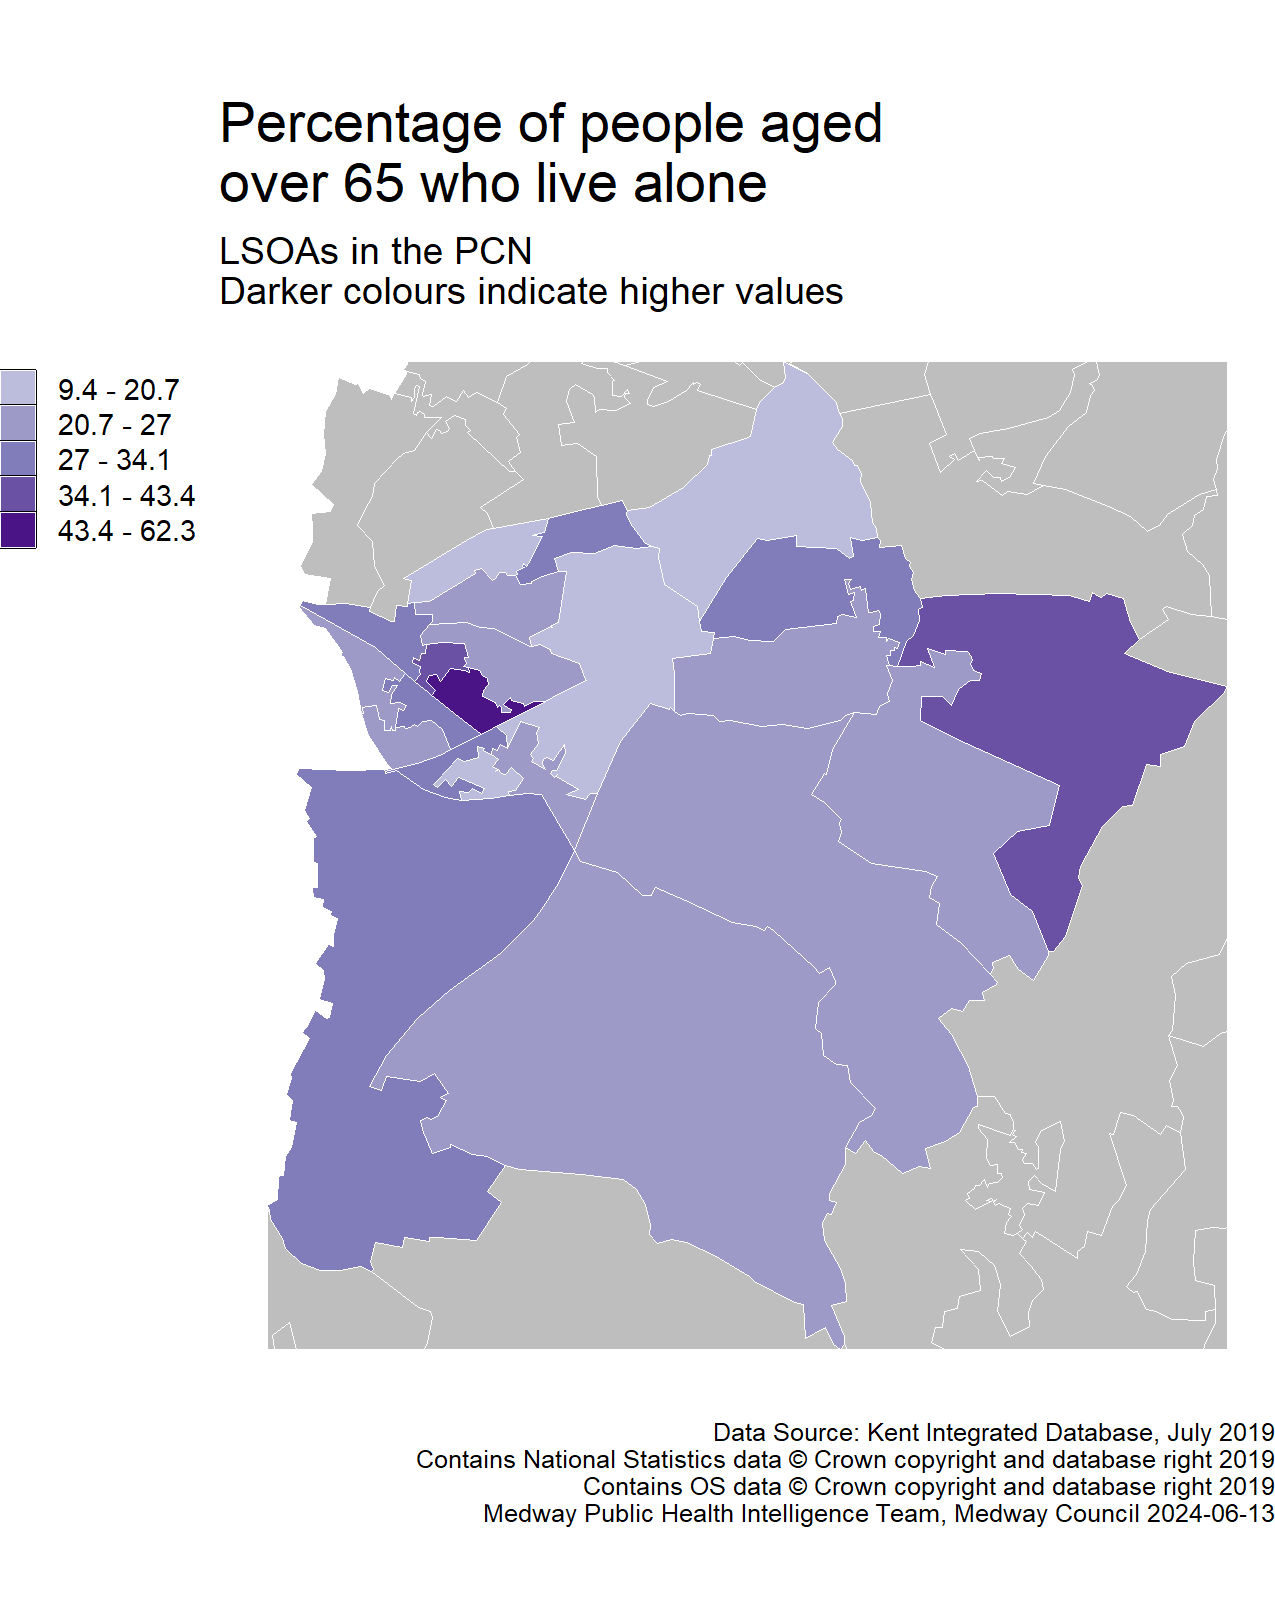 Percentage of people aged
over 65 who live alone
LSOAs in the PCN
Darker colours indicate higher values
9.4 - 20.7
20.7 - 27
27 - 34.1
34.1 - 43.4
43.4 - 62.3
Data Source: Kent Integrated Database, July 2019
Contains National Statistics data © Crown copyright and database right 2019
Contains OS data © Crown copyright and database right 2019
Medway Public Health Intelligence Team, Medway Council 2024-06-13